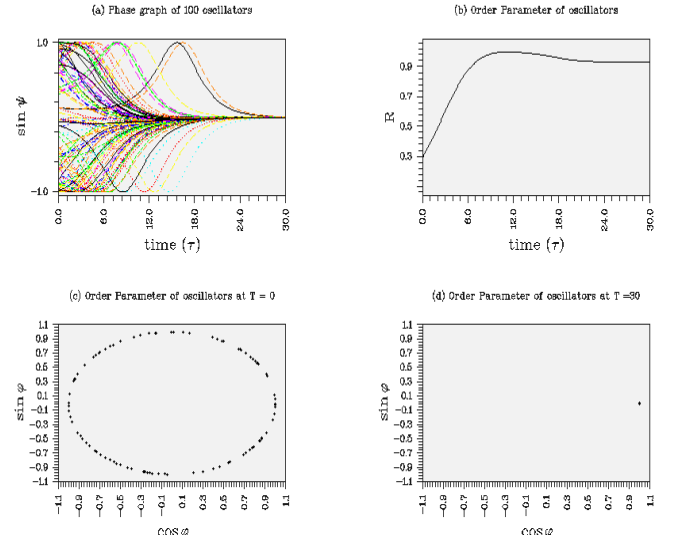 (a) Phase graph of 100 oscillators
1.0
sin ψ
-1.0
0.0 6.0 12.0 18.0 24.0 30.0
time (τ)
(b) Order Parameter of oscillators
0.9
0.7
0.5
0.3
R
0.0 6.0 12.0 18.0 24.0 30.0
time (τ)
(c) Order Parameter of oscillators at T = 0
1.1
0.9
0.7
0.5
0.3
0.1
-0.1
-0.3
-0.5
-0.7
-0.9
-1.1
sin φ
-1.1 -0.9 -0.7 -0.5 -0.3 -0.1 0.1 0.3 0.5 0.7 0.9 1.1
cos φ
(d) Order Parameter of oscillators at T =30
1.1
0.9
0.7
0.5
0.3
0.1
-0.1
-0.3
-0.5
-0.7
-0.9
-1.1
sin φ
-1.1 -0.9 -0.7 -0.5 -0.3 -0.1 0.1 0.3 0.5 0.7 0.9 1.1
cos φ